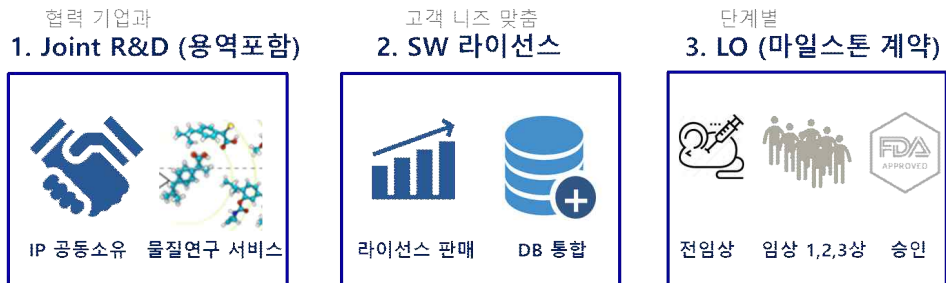 협력 기업과
1. Joint R&D (용역포함)
IP 공동소유
물질연구 서비스
고객 니즈 맞춤
2. SW 라이선스
라이선스 판매
DB 통합
단계별
3. LO (마일스톤 계약)
전임상
임상 1,2,3상
FDA
APPROVED
승인